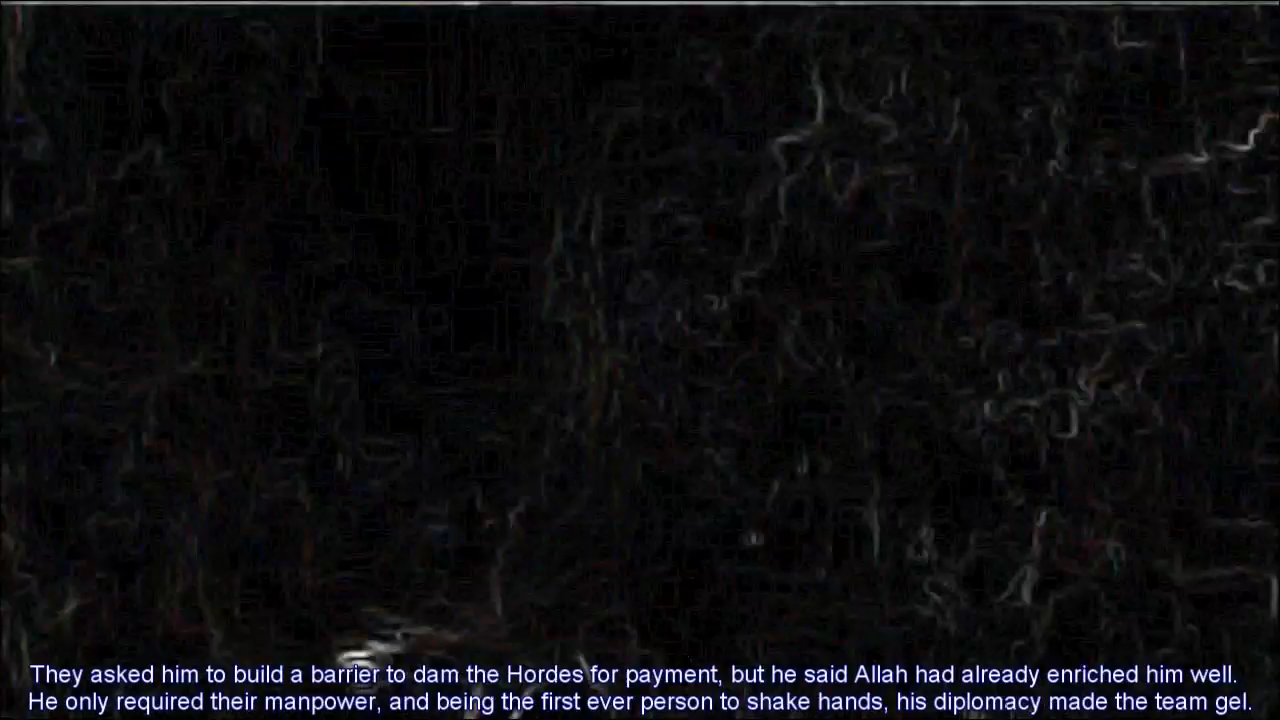 They asked him to build a barrier to dam the Hordes for payment, but he said Allah had already enriched him well.
He only required their manpower, and being the first ever person to shake hands, his diplomacy made the team gel.